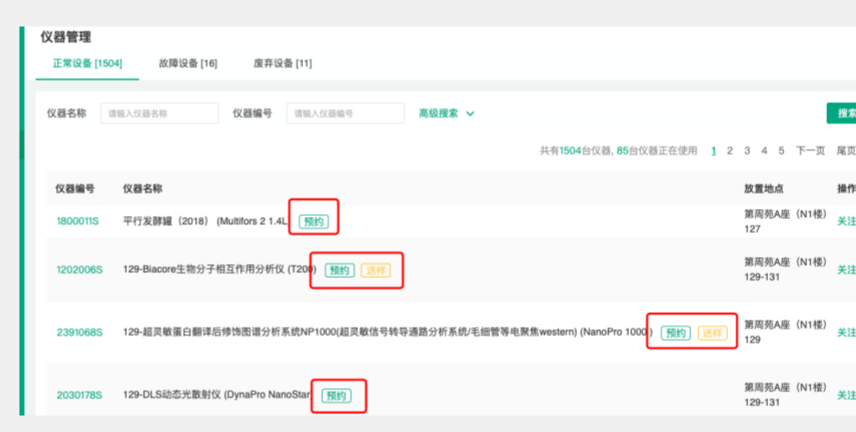 仪器管理
正常设备 [1504] 故障设备 [16] 废弃设备 [11]
仪器名称 请输入仪器名称 仪器编号 请输入仪器编号 高级搜索 搜索
共有1504台仪器, 85台仪器正在使用 1 2 3 4 5 下一页 尾页
仪器编号 仪器名称 放置地点 操作
1800011S 平行发酵罐（2018） (Multifors 2 1.4L 预约 第周苑A座（N1楼）
127 关注
1202006S 129-Biacore生物分子相互作用分析仪 (T200) 预约 送样 第周苑A座（N1楼）
129-131 关注
2391068S 129-超灵敏蛋白翻译后修饰图谱分析系统NP1000(超灵敏信号转导通路分析系统/毛细管等电聚焦western) (NanoPro 1000) 预约 送样 第周苑A座（N1楼）
129 关注
2030178S 129-DLS动态光散射仪 (DynaPro NanoStar 预约 第周苑A座（N1楼）
129-131 关注